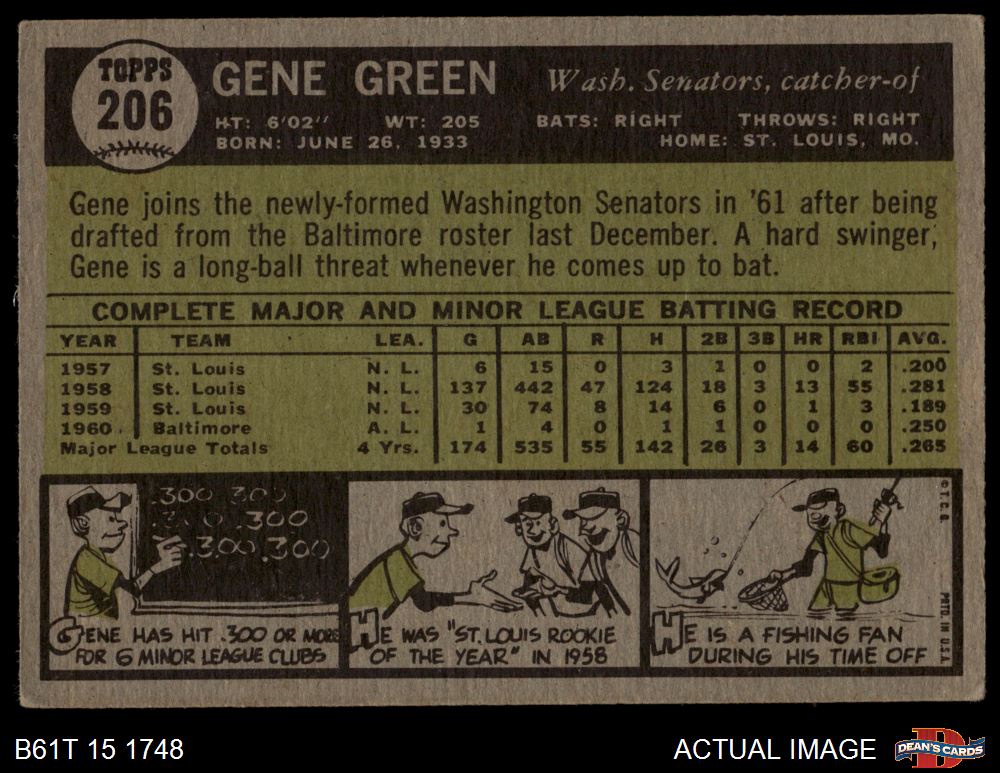 TOPPS
206
GENE GREEN
Wash. Senators, catcher-of
HT: 6'02" WT: 205 BATS: RIGHT THROWS: RIGHT
BORN: JUNE 26, 1933 HOME: ST. LOUIS, MO.
Gene joins the newly-formed Washington Senators in '61 after being
drafted from the Baltimore roster last December. A hard swinger,
Gene is a long-ball threat whenever he comes up to bat.
COMPLETE MAJOR AND MINOR LEAGUE BATTING RECORD
YEAR TEAM LEA. G AB R H 2B 3B HR RBI AVG.
1957 St. Louis N. L. 6 15 0 3 1 0 0 2 .200
1958 St. Louis N. L. 137 442 47 124 18 3 13 55 .281
1959 St. Louis N. L. 30 74 8 14 6 0 1 3 .189
1960 Baltimore A. L. 1 4 0 1 1 0 0 0 .250
Major League Totals 4 Yrs. 174 535 55 142 26 3 14 60 .265
.300 300
.300
.300 .300
GENE HAS HIT .300 OR MORE
FOR 6 MINOR LEAGUE CLUBS
HE WAS "ST. LOUIS ROOKIE
OF THE YEAR" IN 1958
HE IS A FISHING FAN
DURING HIS TIME OFF
© T. C. G.
PRTD. IN U.S.A.
B61T 15 1748
ACTUAL IMAGE
D
DEAN'S CARDS